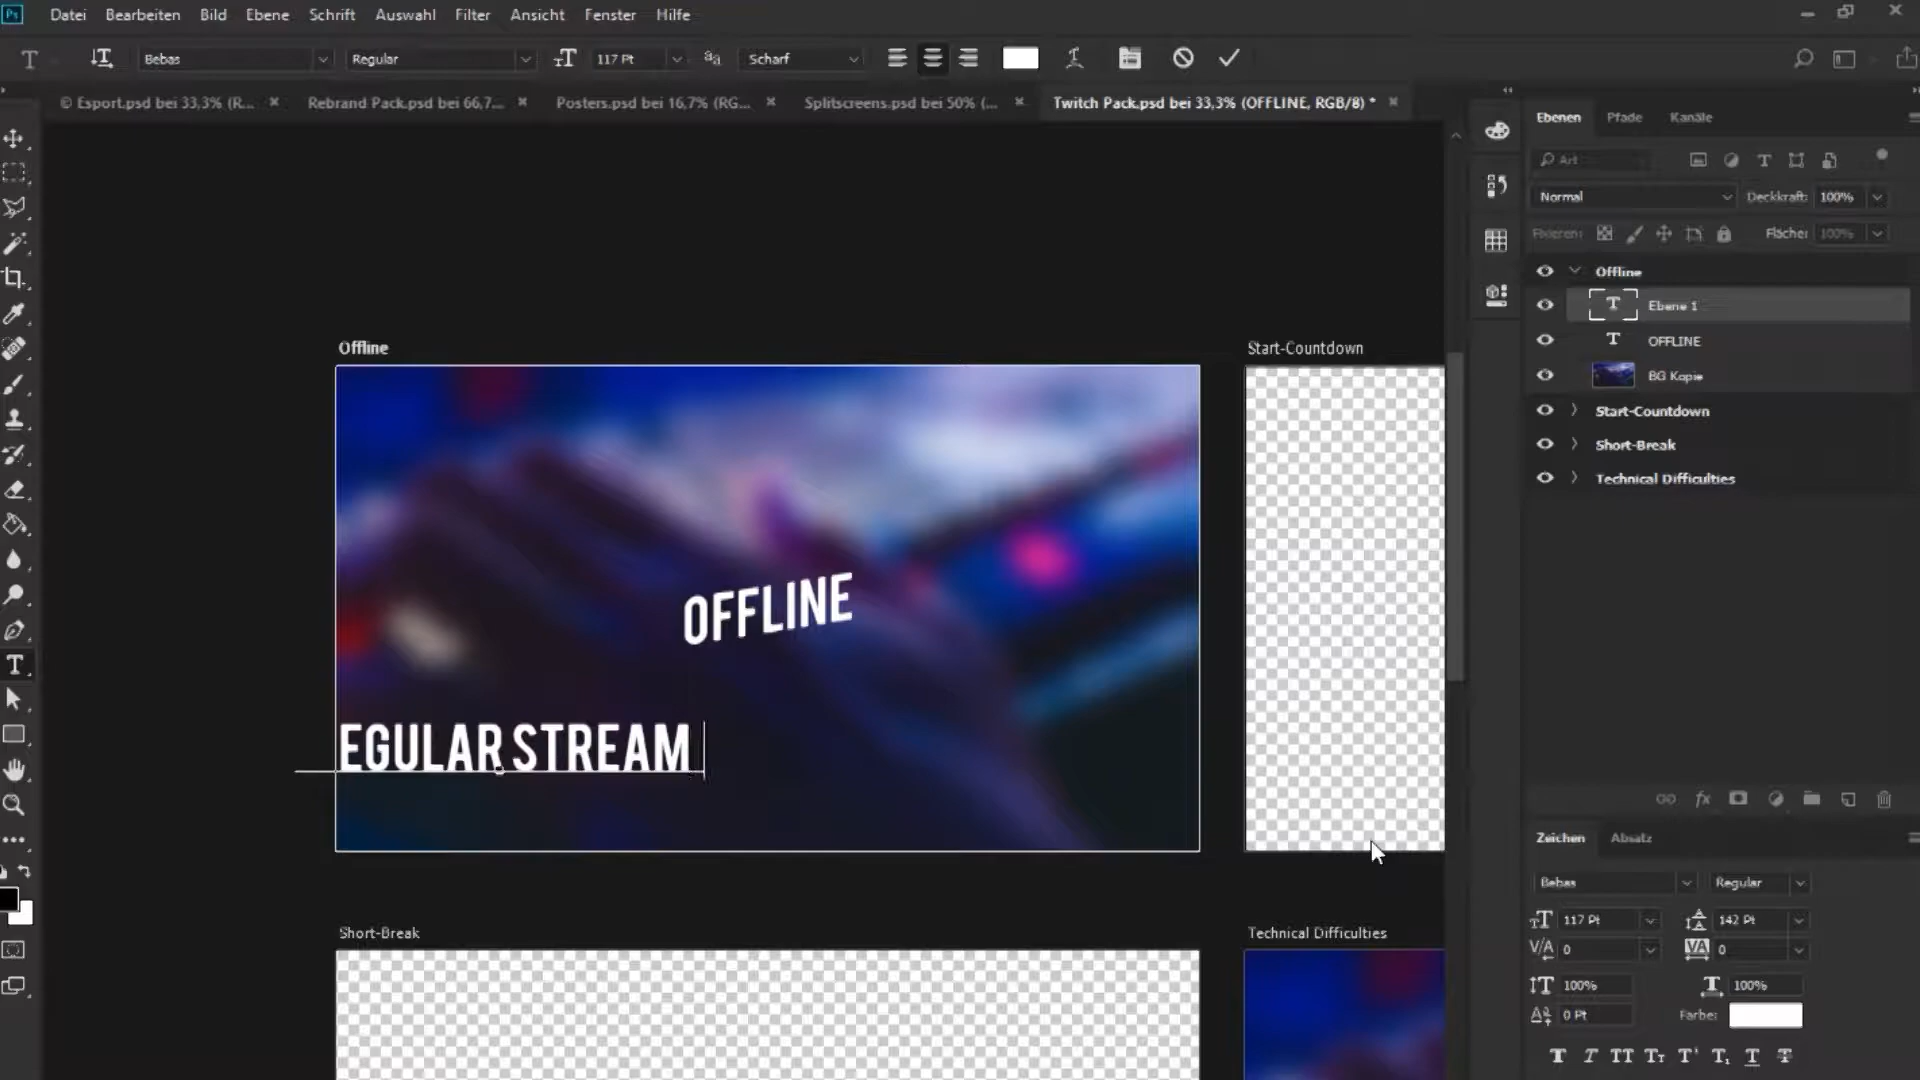 Ps Datei Bearbeiten Bild Ebene Schrift Auswahl Filter Ansicht Fenster Hilfe
Bebas Regular 117 Pt Scharf
© Esport.psd bei 33,3% (R... Rebrand Pack.psd bei 66,7... Posters.psd bei 16,7% (RG... Splitscreens.psd bei 50% (... Twitch Pack.psd bei 33,3% (OFFLINE, RGB/8) *
Ebenen Pfade Kanäle
Art
Normal Deckkraft: 100%
Fixieren: Fläche: 100%
Offline
Ebene 1
OFFLINE
BG Kopie
Start-Countdown
Short-Break
Technical Difficulties
Offline
Start-Countdown
OFFLINE
EGULAR STREAM
Short-Break
Technical Difficulties
Zeichen Absatz
Bebas Regular
117 Pt 142 Pt
0 0
100% 100%
0 Pt Farbe: